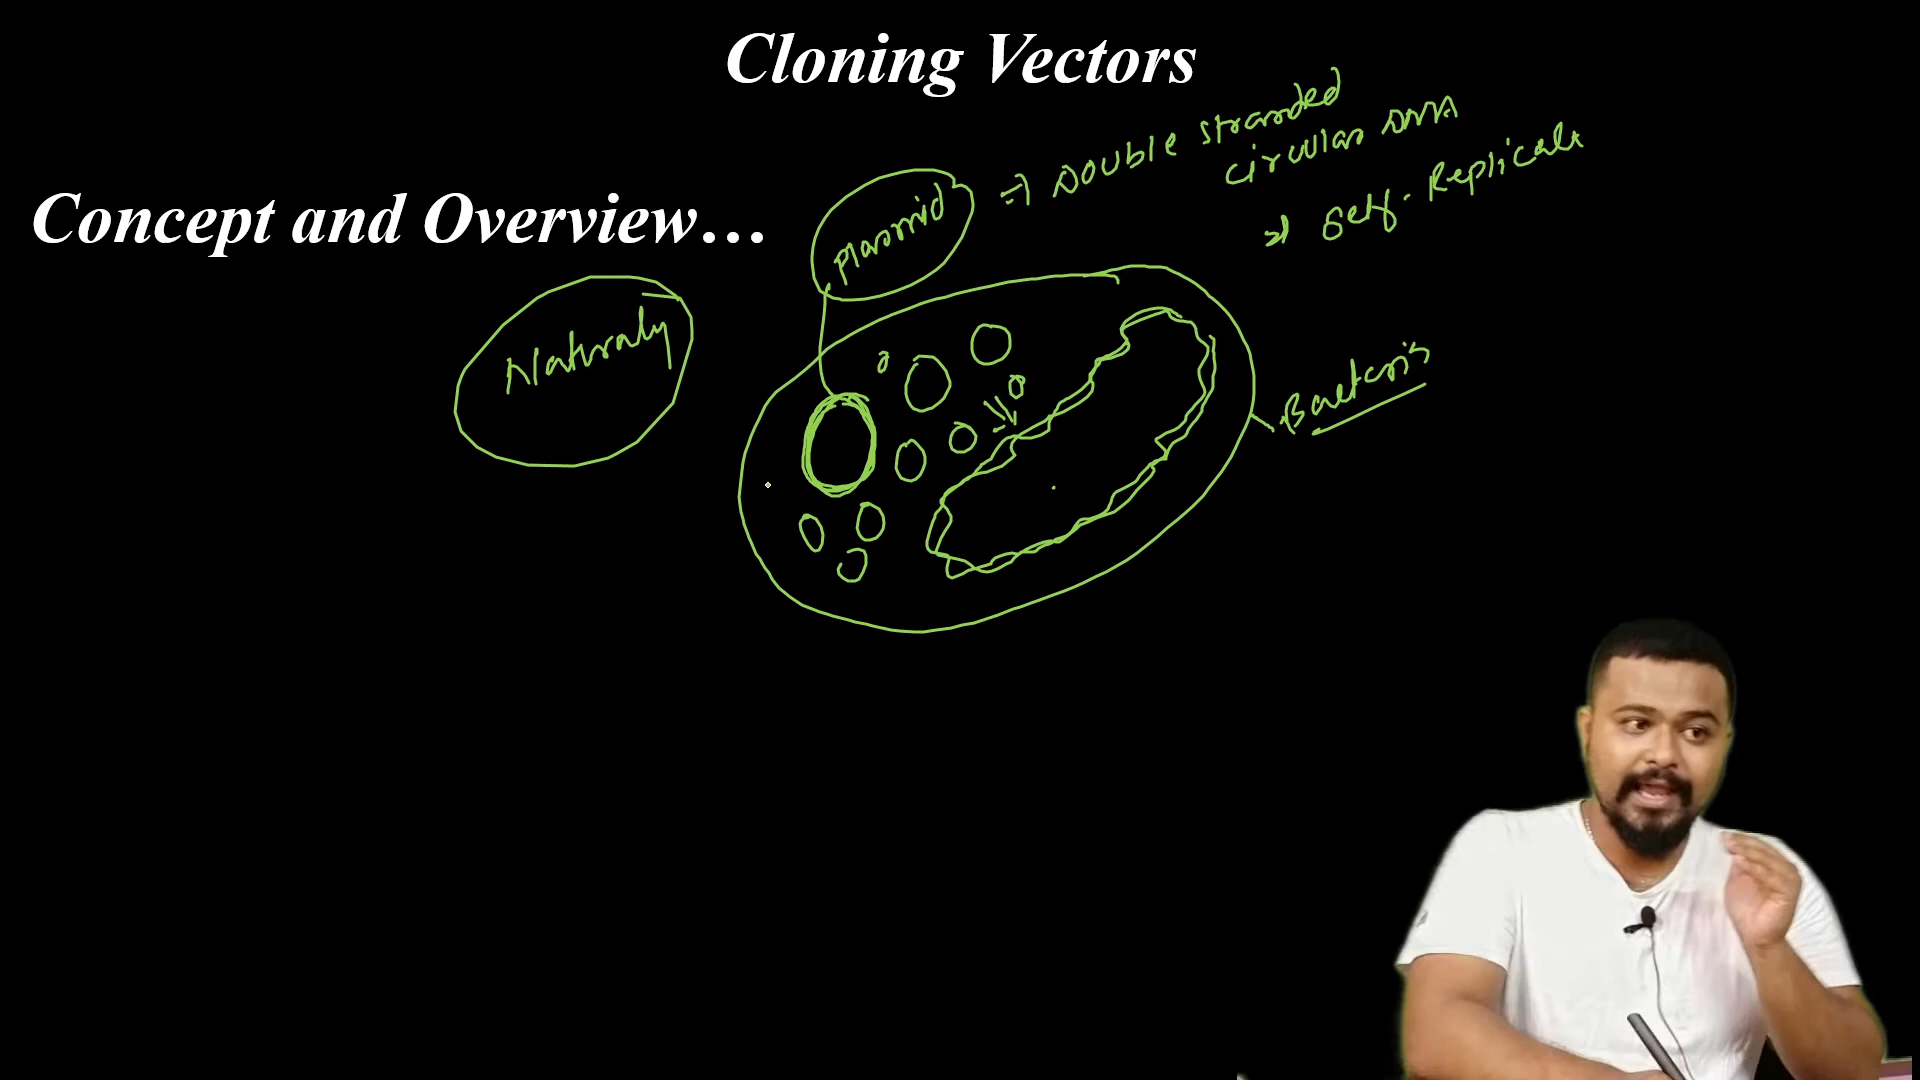 Cloning Vectors
Concept and Overview...
Plasmid
=) Double stranded
circular DNA
=) Self-Replicate
Naturaly
Bacteria